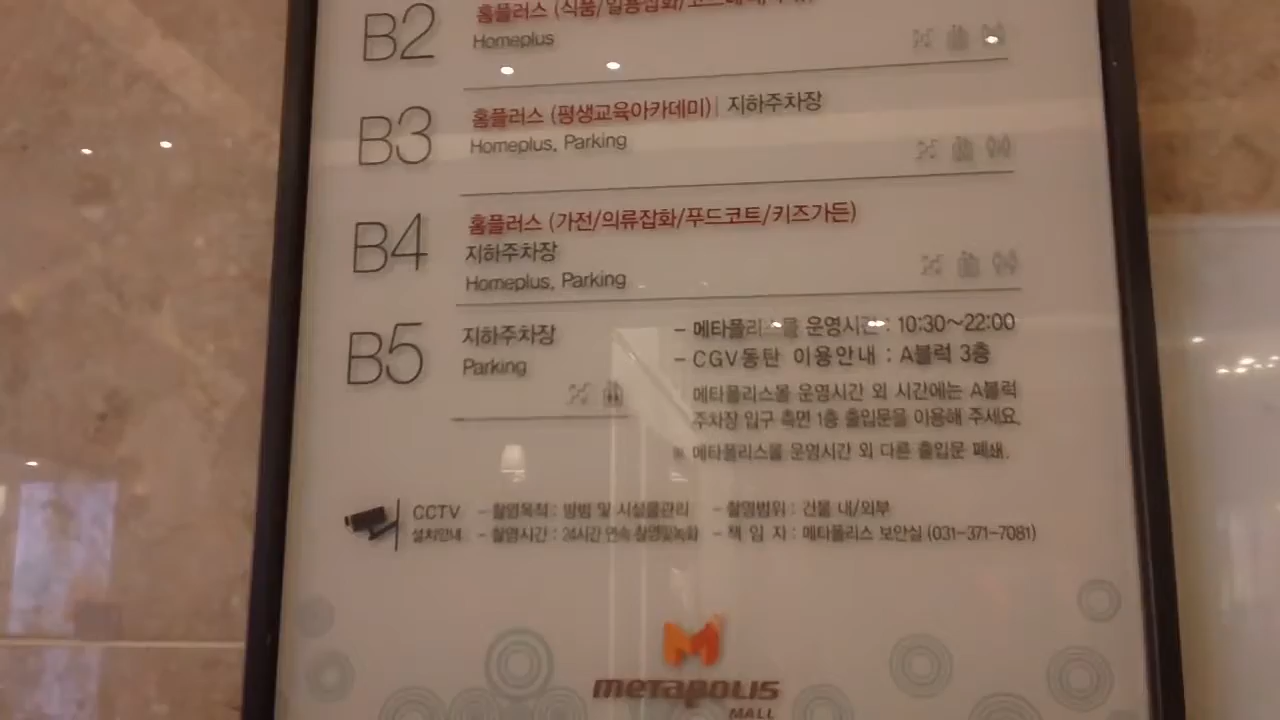 B2
홈플러스 (식품/일용잡화/
Homeplus
B3
홈플러스 (평생교육아카데미) | 지하주차장
Homeplus, Parking
B4
홈플러스 (가전/의류잡화/푸드코트/키즈가든)
지하주차장
Homeplus, Parking
B5
지하주차장
Parking
- 메타폴리스몰 운영시간 : 10:30~22:00
- CGV동탄 이용안내 : A블럭 3층
메타폴리스몰 운영시간 외 시간에는 A블럭
주차장 입구 측면 1층 출입문을 이용해 주세요.
※ 메타폴리스몰 운영시간 외 다른 출입문 폐쇄.
CCTV
설치안내
- 촬영목적 : 방범 및 시설물관리
- 촬영시간 : 24시간 연속 촬영및녹화
- 촬영범위 : 건물 내/외부
- 책 임 자 : 메타폴리스 보안실 (031-371-7081)
METAPOLIS
MALL